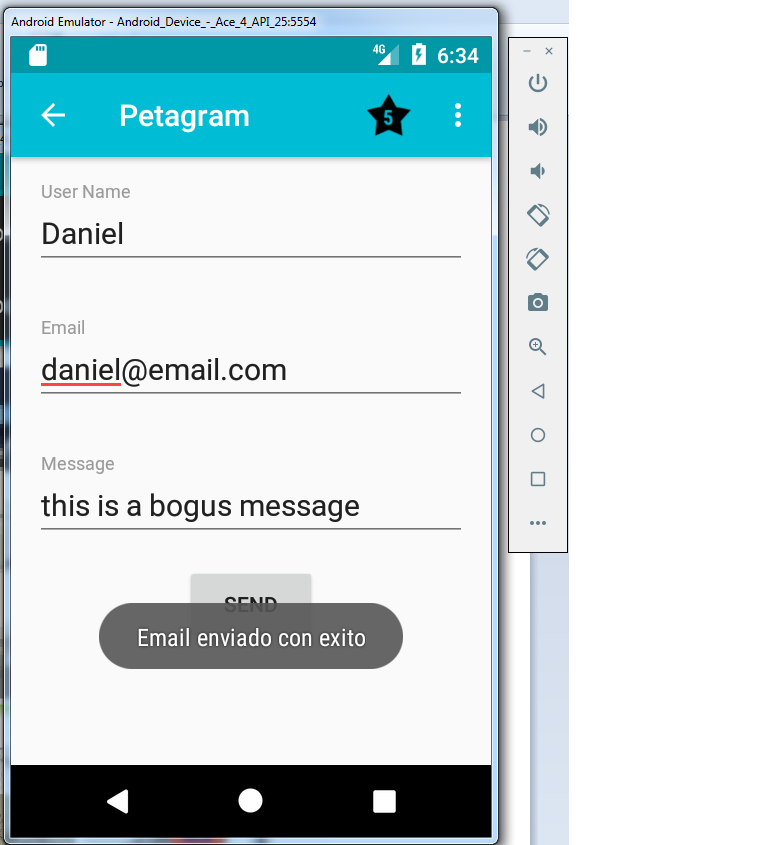 Android Emulator - Android_Device_-_Ace_4_API_25:5554
4G 6:34
Petagram
5
User Name
Daniel
Email
daniel@email.com
Message
this is a bogus message
SEND
Email enviado con exito